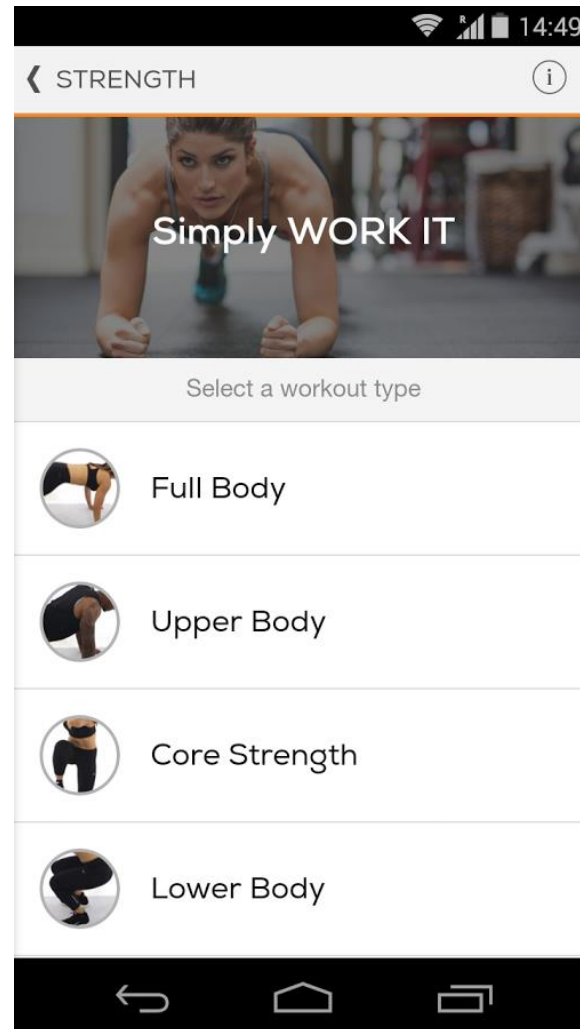 R
14:49
STRENGTH
i
Simply WORK IT
Select a workout type
Full Body
Upper Body
Core Strength
Lower Body